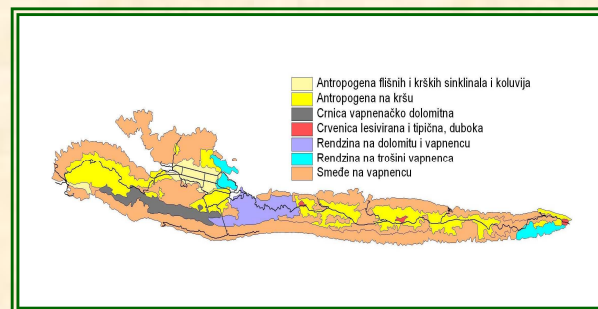 Antropogena flišnih i krških sinklinala i koluvija
Antropogena na kršu
Crnica vapnenačko dolomitna
Crvenica lesivirana i tipična, duboka
Rendzina na dolomitu i vapnencu
Rendzina na trošini vapnenca
Smeđe na vapnencu